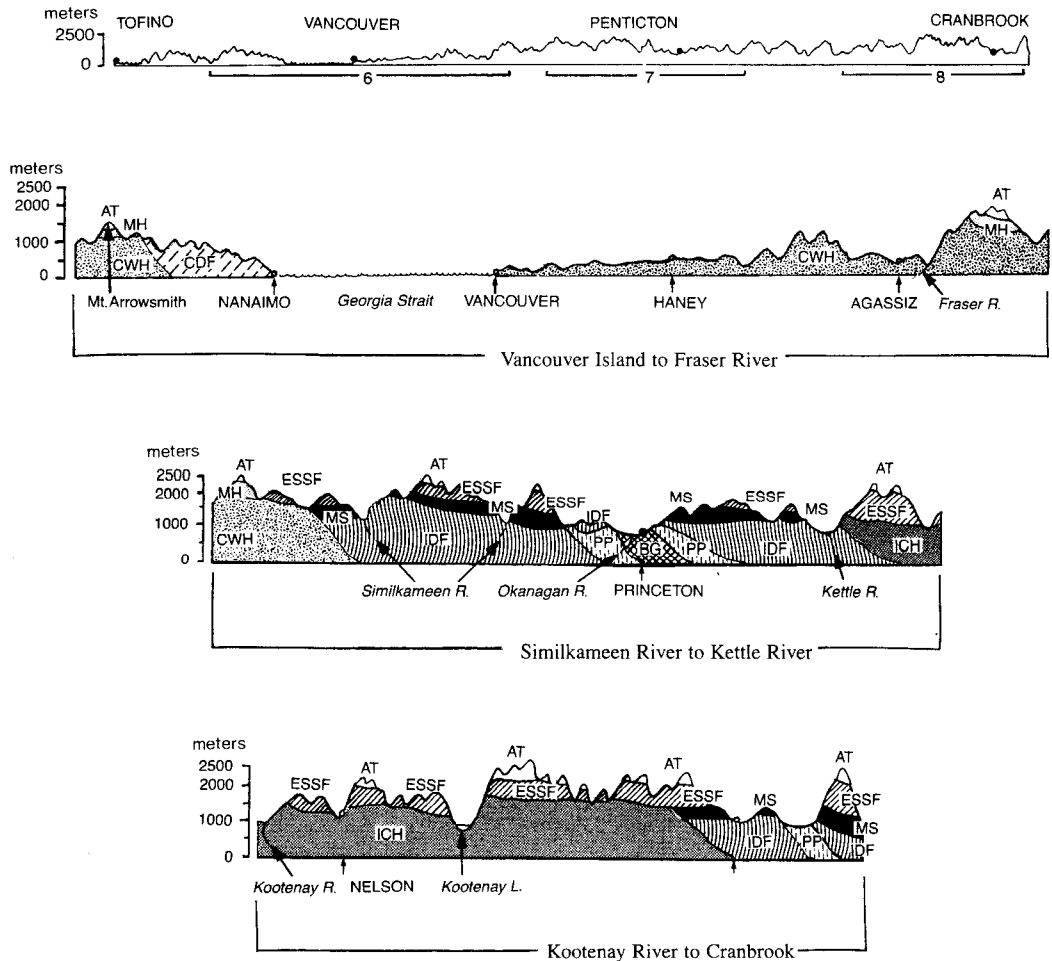 meters
TOFINO VANCOUVER PENTICTON CRANBROOK
2500
0
6 7 8
meters
2500
2000
1000
0
AT MH CWH CDF CWH AT MH
Mt. Arrowsmith NANAIMO Georgia Strait VANCOUVER HANEY AGASSIZ Fraser R.
Vancouver Island to Fraser River
meters
2500
2000
1000
0
AT ESSF AT ESSF MS ESSF AT
MH MS MS ESSF IDF MS ESSF
CWH IDF PP BG PP IDF ICH
Similkameen R. Okanagan R. PRINCETON Kettle R.
Similkameen River to Kettle River
meters
2500
2000
1000
0
AT AT AT
ESSF AT ESSF ESSF ESSF MS ESSF
ICH IDF PP MS
IDF
Kootenay R. NELSON Kootenay L.
Kootenay River to Cranbrook